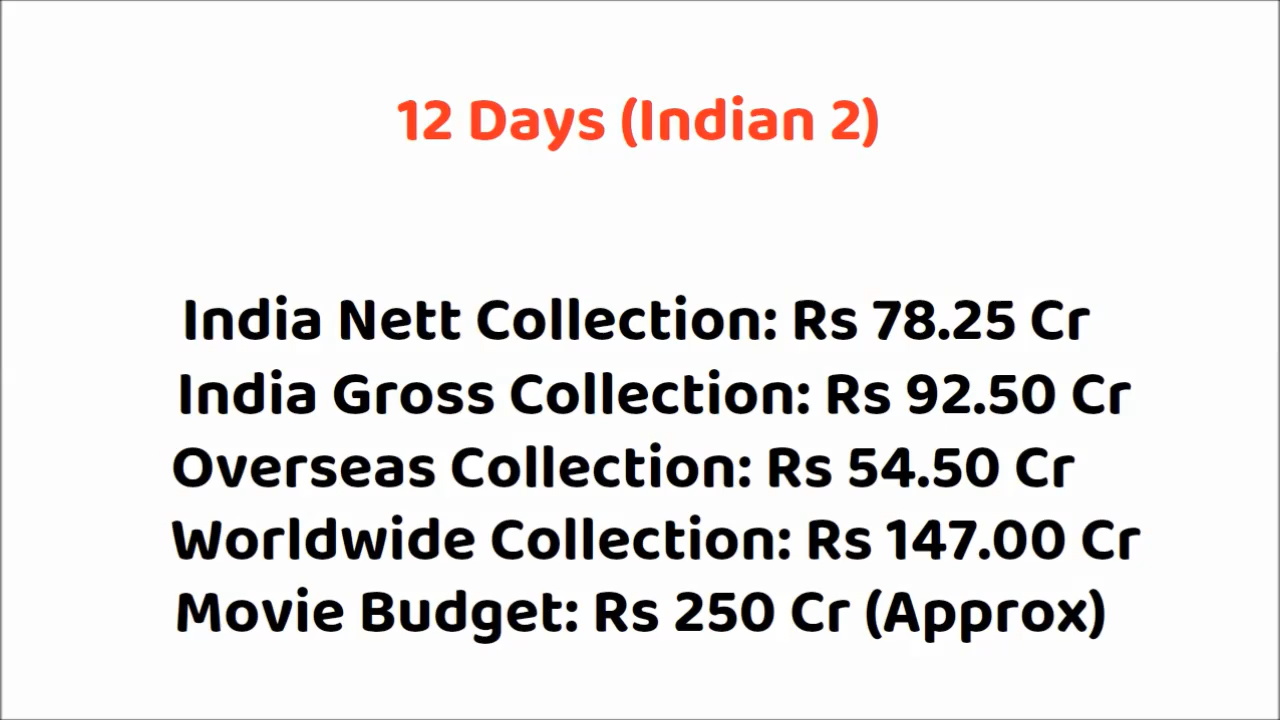 12 Days (Indian 2)
India Nett Collection: Rs 78.25 Cr
India Gross Collection: Rs 92.50 Cr
Overseas Collection: Rs 54.50 Cr
Worldwide Collection: Rs 147.00 Cr
Movie Budget: Rs 250 Cr (Approx)